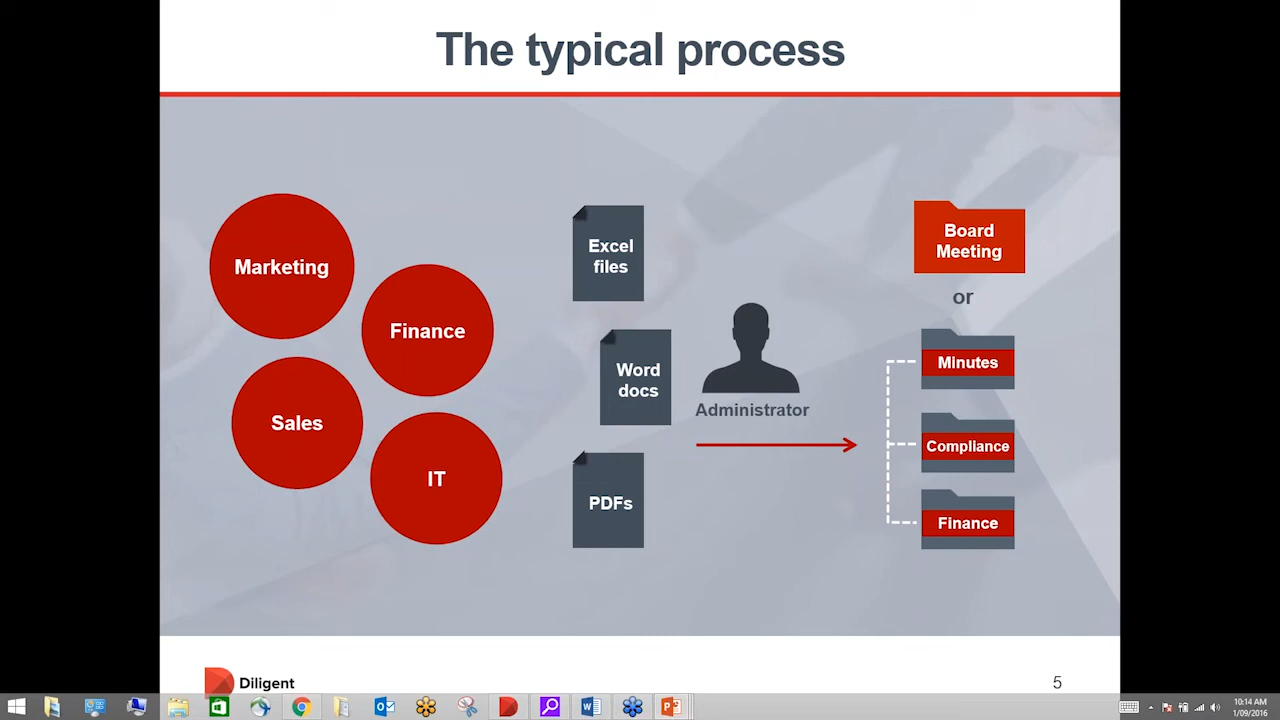 The typical process
Marketing
Finance
Sales
IT
Excel
files
Word
docs
PDFs
Administrator
Board
Meeting
or
Minutes
Compliance
Finance
Diligent
5
10:14 AM
1/09/2016